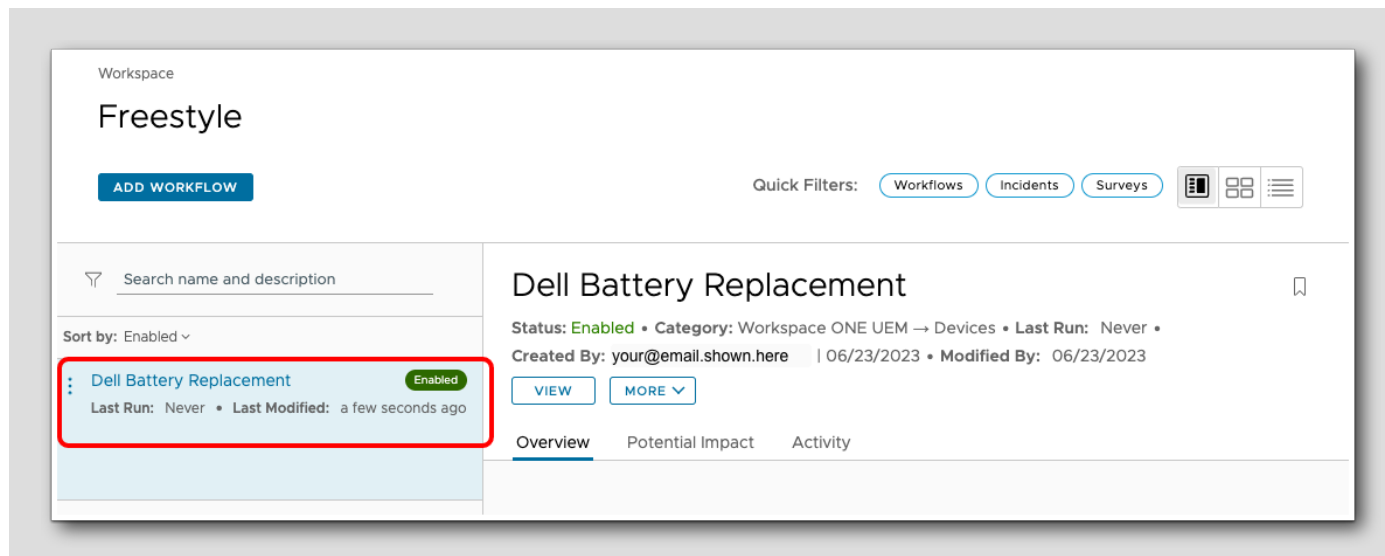 Workspace
Freestyle
ADD WORKFLOW
Quick Filters: Workflows Incidents Surveys
Search name and description
Sort by: Enabled
Dell Battery Replacement Enabled
Last Run: Never • Last Modified: a few seconds ago
Dell Battery Replacement
Status: Enabled • Category: Workspace ONE UEM → Devices • Last Run: Never •
Created By: your@email.shown.here | 06/23/2023 • Modified By: 06/23/2023
VIEW MORE
Overview Potential Impact Activity